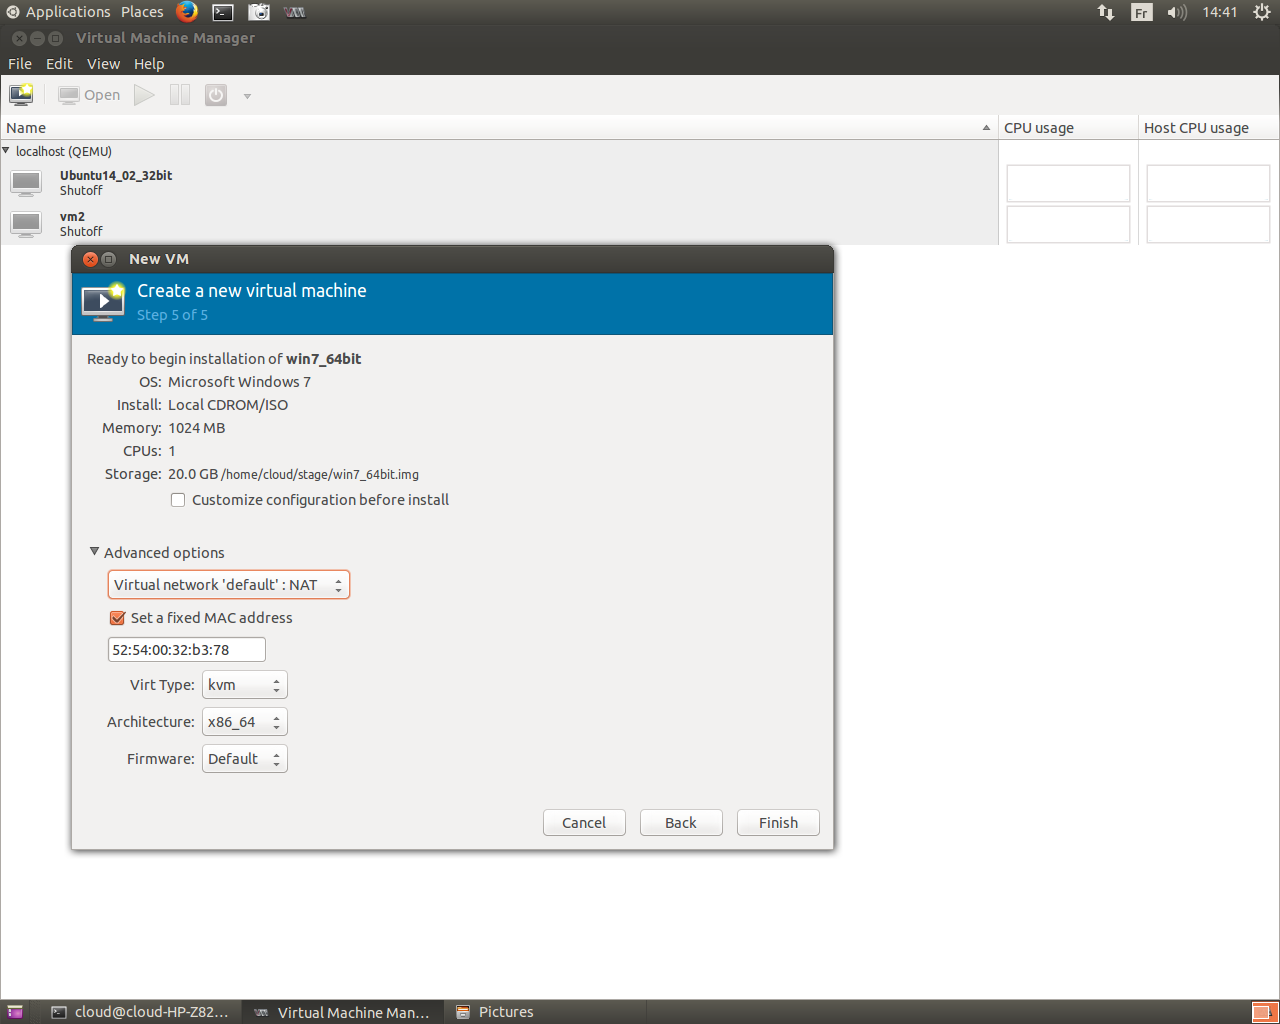 Applications Places Fr 14:41
Virtual Machine Manager
File Edit View Help
Open
Name CPU usage Host CPU usage
localhost (QEMU)
Ubuntu14_02_32bit
Shutoff
vm2
Shutoff
New VM
Create a new virtual machine
Step 5 of 5
Ready to begin installation of win7_64bit
OS: Microsoft Windows 7
Install: Local CDROM/ISO
Memory: 1024 MB
CPUs: 1
Storage: 20.0 GB /home/cloud/stage/win7_64bit.img
Customize configuration before install
Advanced options
Virtual network 'default' : NAT
Set a fixed MAC address
52:54:00:32:b3:78
Virt Type: kvm
Architecture: x86_64
Firmware: Default
Cancel Back Finish
cloud@cloud-HP-Z82... Virtual Machine Man... Pictures